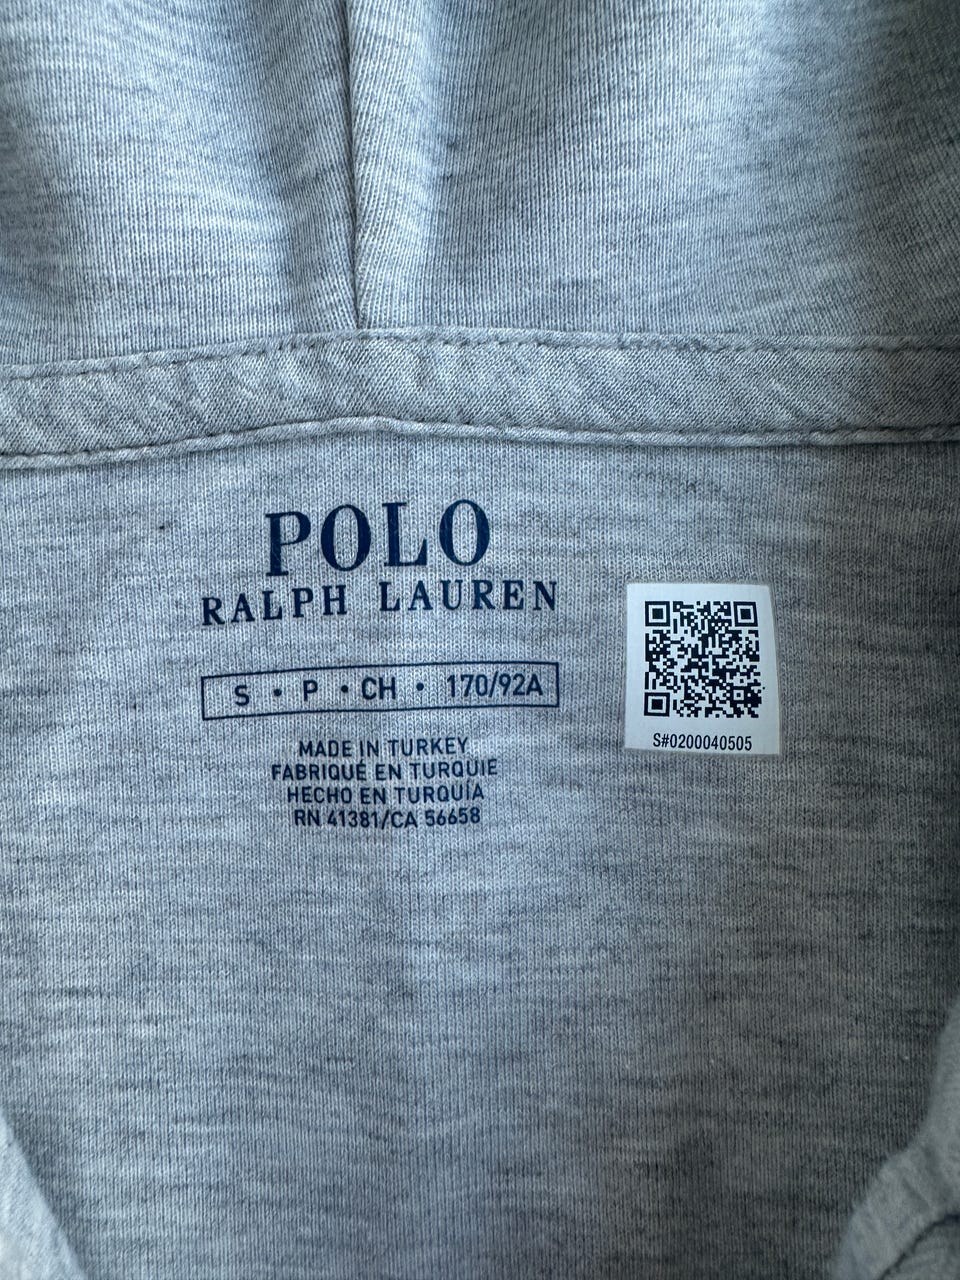 POLO
RALPH LAUREN
S • P • CH • 170/92A
MADE IN TURKEY
FABRIQUÉ EN TURQUIE
HECHO EN TURQUÍA
RN 41381/CA 56658
S#0200040505